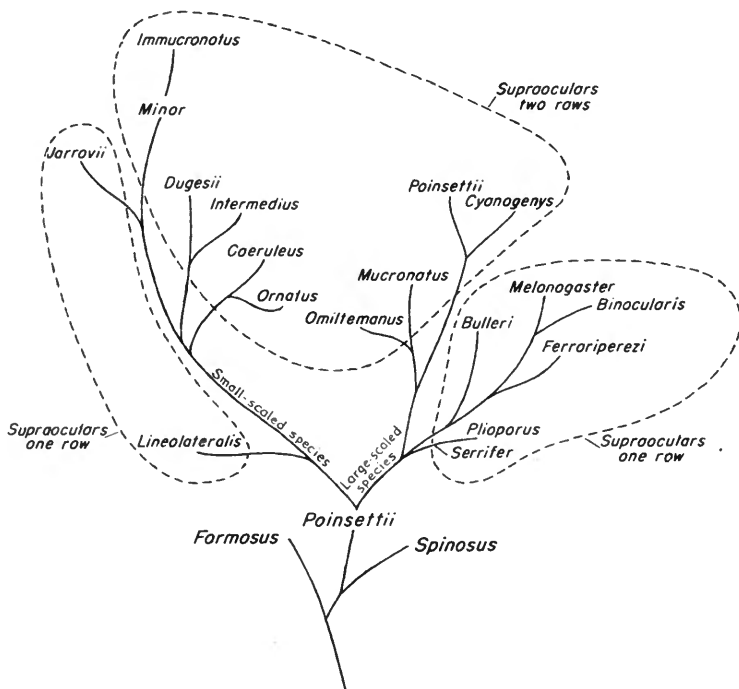 Immucronotus
Supraoculars
two raws
Minor
Jarrovii
Dugesii
Poinsettii
Intermedius
Cyanogenys
Caeruleus
Mucronatus
Melonogaster
Ornatus
Binocularis
Omiltemanus
Bulleri
Ferrariperezi
Small-scaled species
Large-scaled
species
Supraoculars
one row
Lineolateralis
Plioporus
Serrifer
Supraoculars
one row
Poinsettii
Formosus
Spinosus